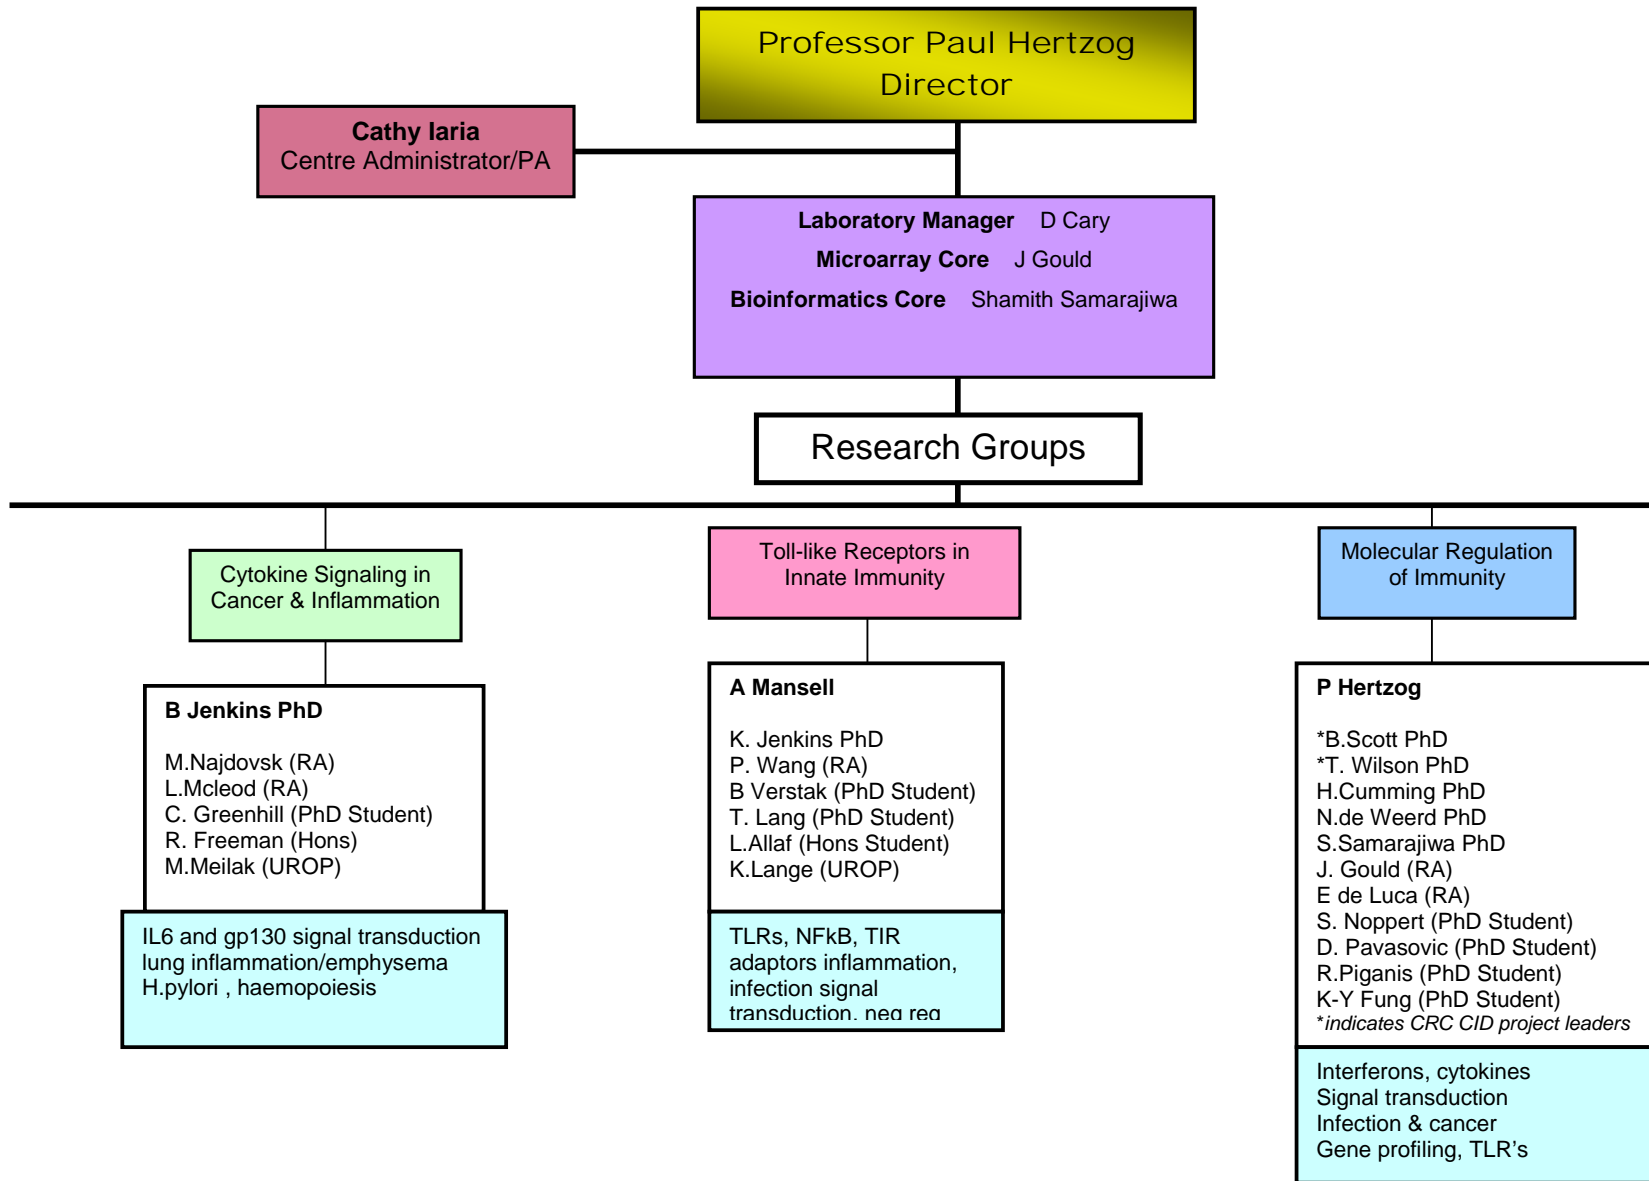 Professor Paul Hertzog
Director
Cathy Iaria
Centre Administrator/PA
Laboratory Manager D Cary
Microarray Core J Gould
Bioinformatics Core Shamith Samarajiwa
Research Groups
Cytokine Signaling in
Cancer & Inflammation
B Jenkins PhD
M.Najdovsk (RA)
L.Mcleod (RA)
C. Greenhill (PhD Student)
R. Freeman (Hons)
M.Meilak (UROP)
IL6 and gp130 signal transduction
lung inflammation/emphysema
H.pylori , haemopoiesis
Toll-like Receptors in
Innate Immunity
A Mansell
K. Jenkins PhD
P. Wang (RA)
B Verstak (PhD Student)
T. Lang (PhD Student)
L.Allaf (Hons Student)
K.Lange (UROP)
TLRs, NFkB, TIR
adaptors inflammation,
infection signal
transduction, neg reg
Molecular Regulation
of Immunity
P Hertzog
*B.Scott PhD
*T. Wilson PhD
H.Cumming PhD
N.de Weerd PhD
S.Samarajiwa PhD
J. Gould (RA)
E de Luca (RA)
S. Noppert (PhD Student)
D. Pavasovic (PhD Student)
R.Piganis (PhD Student)
K-Y Fung (PhD Student)
*indicates CRC CID project leaders
Interferons, cytokines
Signal transduction
Infection & cancer
Gene profiling, TLR's